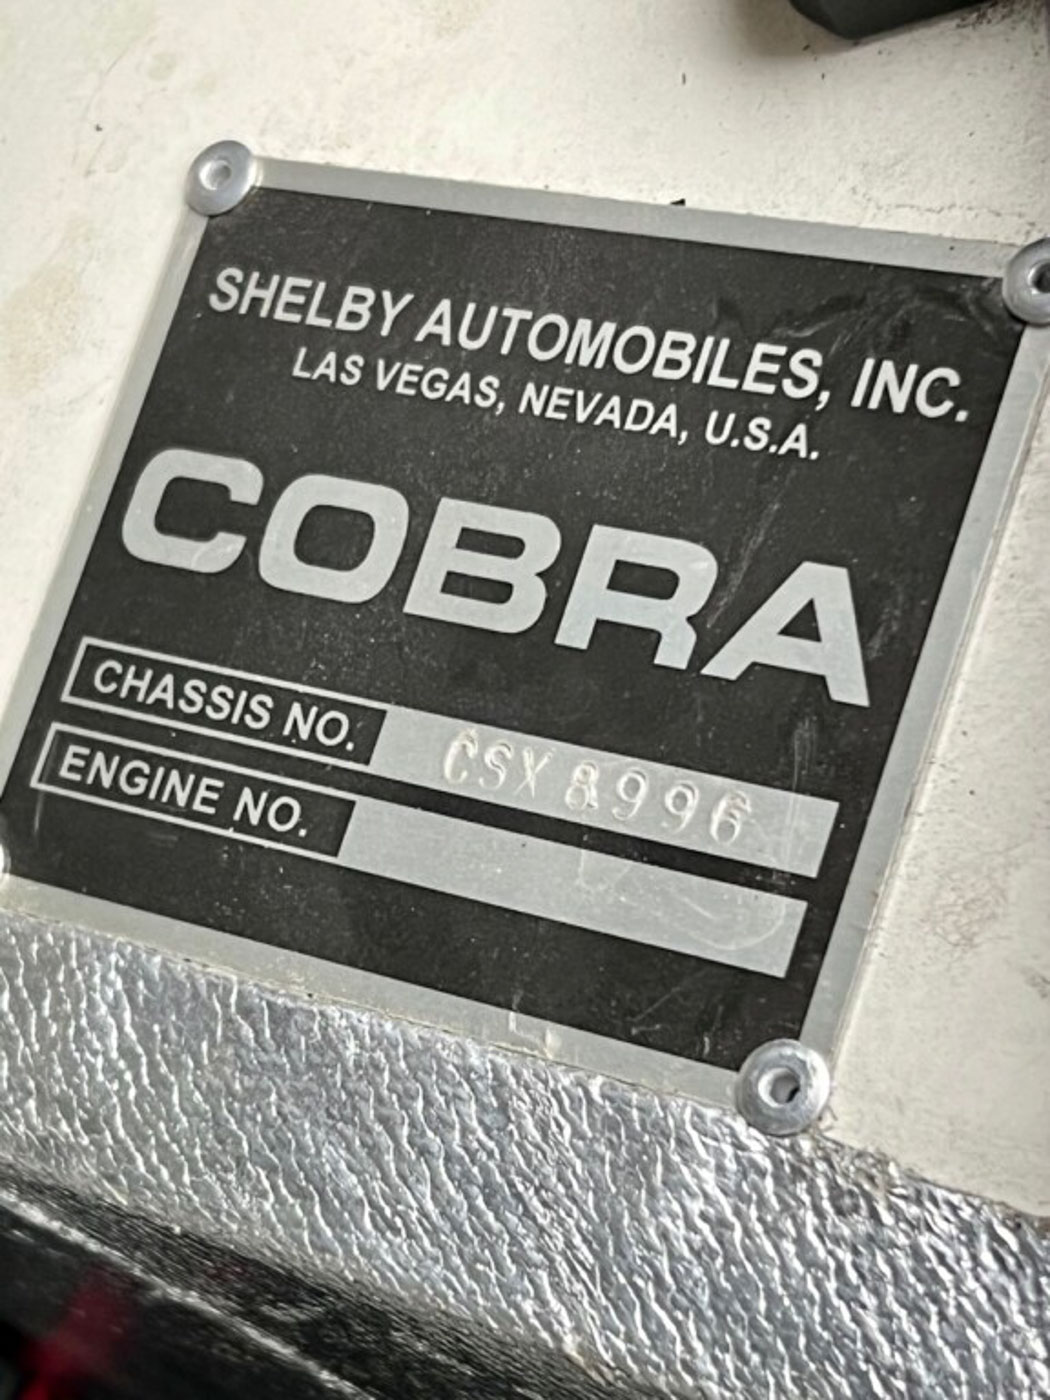 SHELBY AUTOMOBILES, INC.
LAS VEGAS, NEVADA, U.S.A.
COBRA
CHASSIS NO. CSX 8996
ENGINE NO.